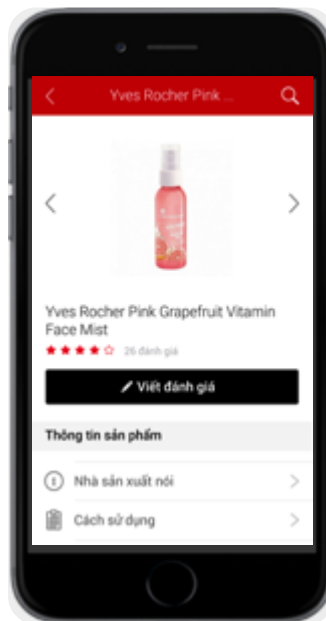 Yves Rocher Pink ...
Yves Rocher Pink Grapefruit Vitamin
Face Mist
26 đánh giá
Viết đánh giá
Thông tin sản phẩm
Nhà sản xuất nói
Cách sử dụng